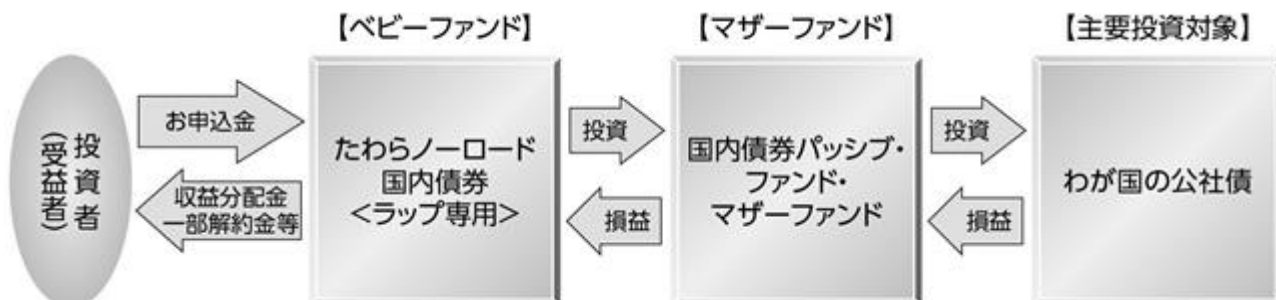 【ベビーファンド】
【マザーファンド】
【主要投資対象】
投資者
(受益者)
お申込金
収益分配金
一部解約金等
たわらノーロード
国内債券
<ラップ専用>
投資
損益
国内債券パッシブ・
ファンド・
マザーファンド
投資
損益
わが国の公社債